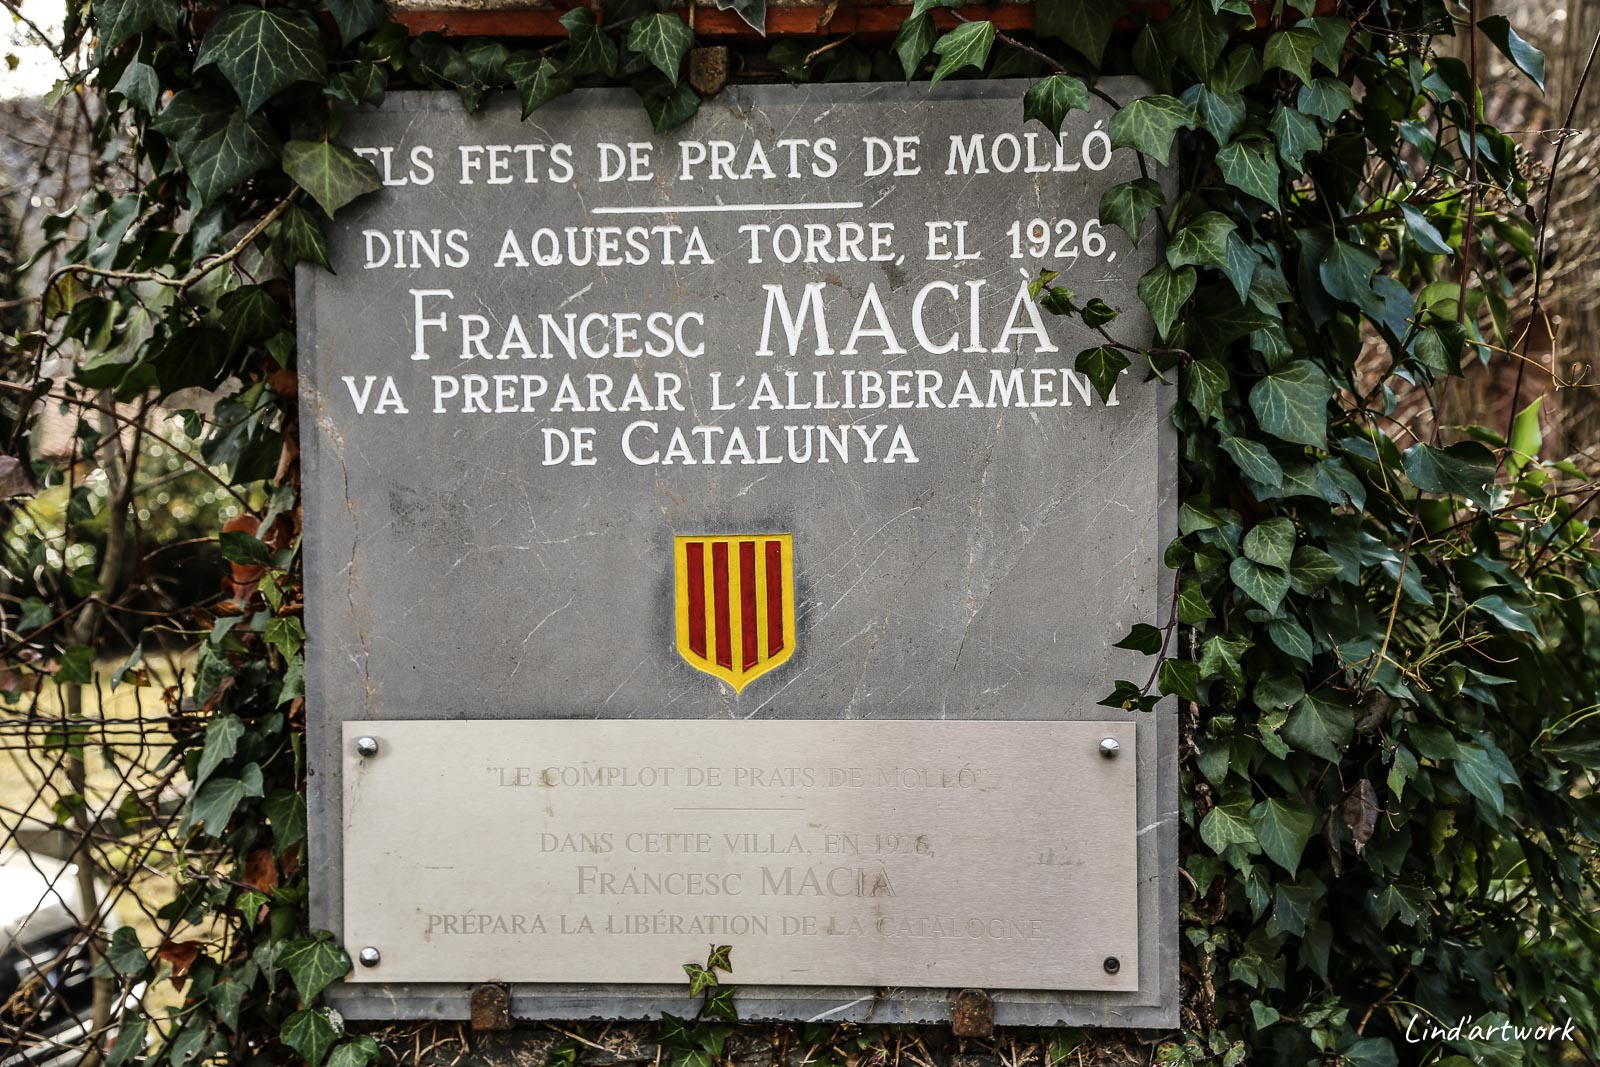 ELS FETS DE PRATS DE MOLLÓ
DINS AQUESTA TORRE, EL 1926,
FRANCESC MACIÀ
VA PREPARAR L'ALLIBERAMENT
DE CATALUNYA
"LE COMPLOT DE PRATS DE MOLLÓ"
DANS CETTE VILLA, EN 1926,
FRANCESC MACIÀ
PRÉPARA LA LIBÉRATION DE LA CATALOGNE
Lind'artwork